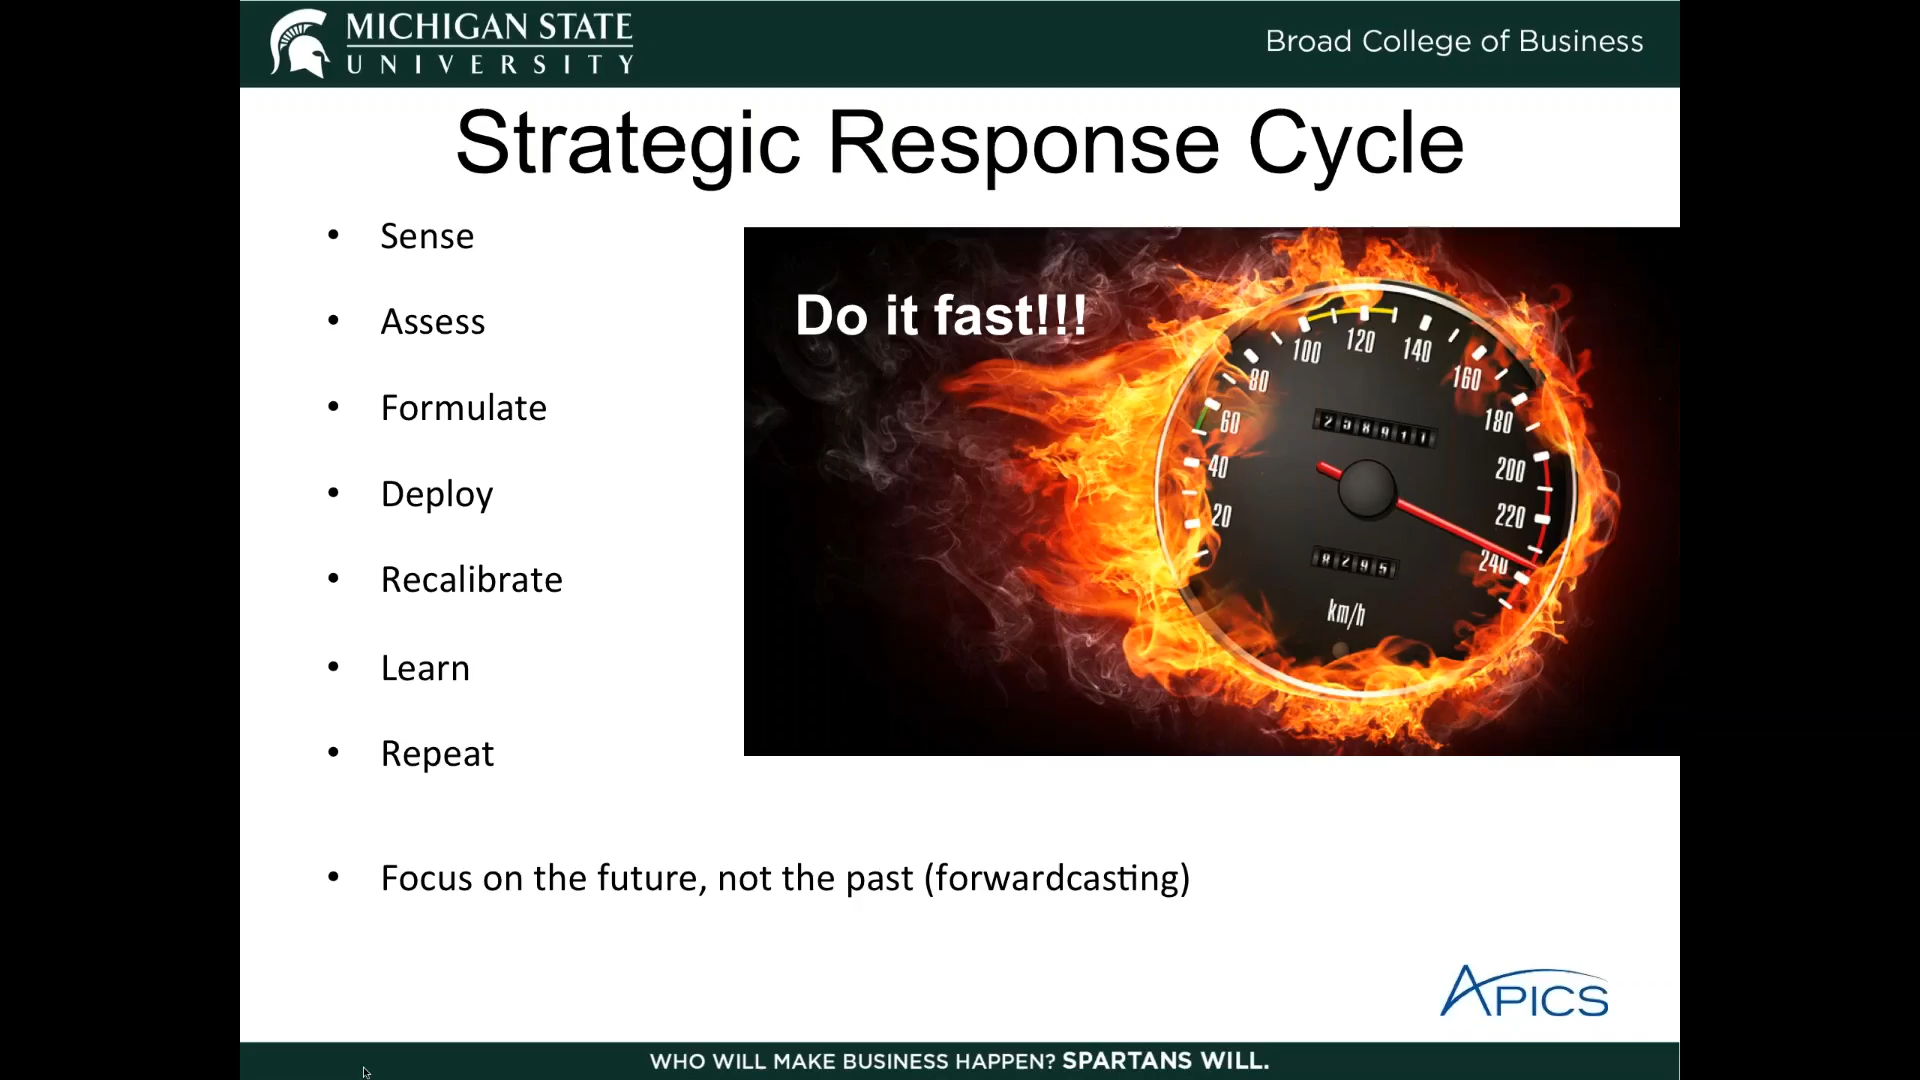 MICHIGAN STATE
UNIVERSITY
Broad College of Business
Strategic Response Cycle
• Sense
• Assess
• Formulate
• Deploy
• Recalibrate
• Learn
• Repeat
Do it fast!!!
20
40
60
80
100
120
140
160
180
200
220
240
258911
8295
km/h
• Focus on the future, not the past (forwardcasting)
APICS
WHO WILL MAKE BUSINESS HAPPEN? SPARTANS WILL.